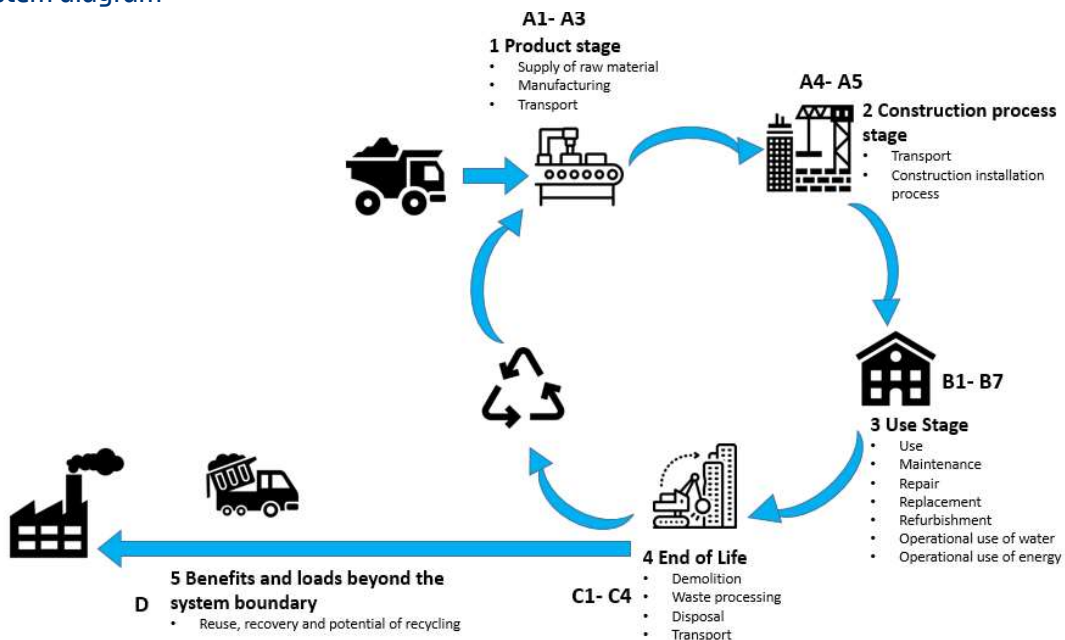 A1- A3
1 Product stage
• Supply of raw material
• Manufacturing
• Transport
A4- A5
2 Construction process
stage
• Transport
• Construction installation
process
B1- B7
3 Use Stage
• Use
• Maintenance
• Repair
• Replacement
• Refurbishment
• Operational use of water
• Operational use of energy
4 End of Life
• Demolition
• Waste processing
• Disposal
• Transport
C1- C4
5 Benefits and loads beyond the
system boundary
• Reuse, recovery and potential of recycling
D